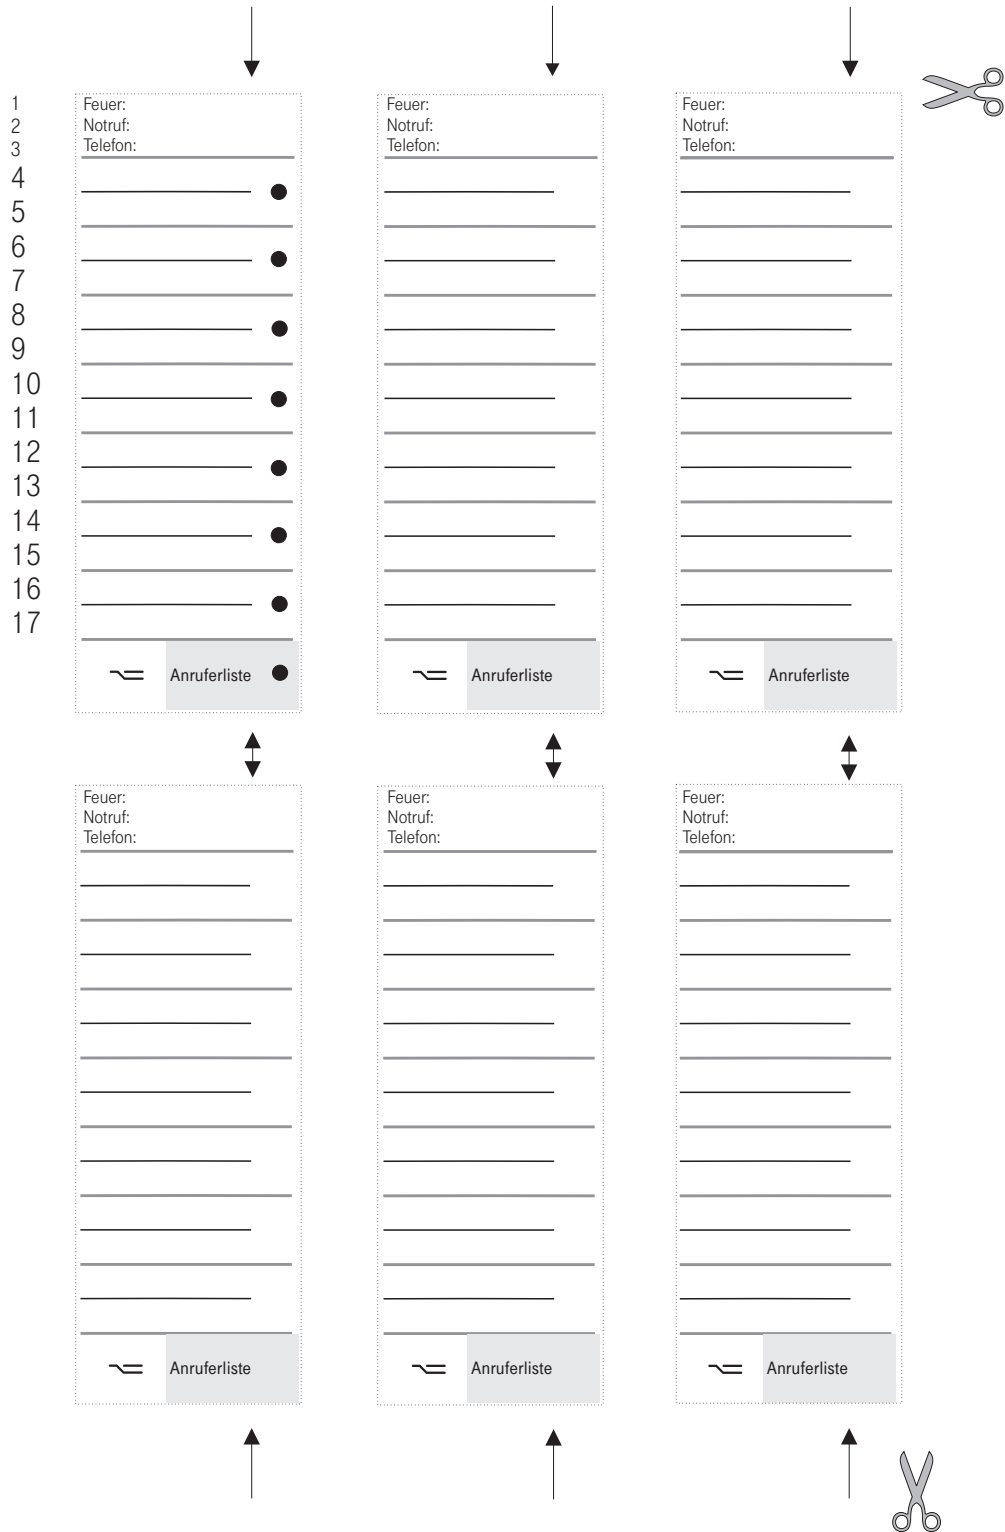 1
2
3
4
5
6
7
8
9
10
11
12
13
14
15
16
17
Feuer:
Notruf:
Telefon:
Anruferliste
Feuer:
Notruf:
Telefon:
Anruferliste
Feuer:
Notruf:
Telefon:
Anruferliste
Feuer:
Notruf:
Telefon:
Anruferliste
Feuer:
Notruf:
Telefon:
Anruferliste
Feuer:
Notruf:
Telefon:
Anruferliste